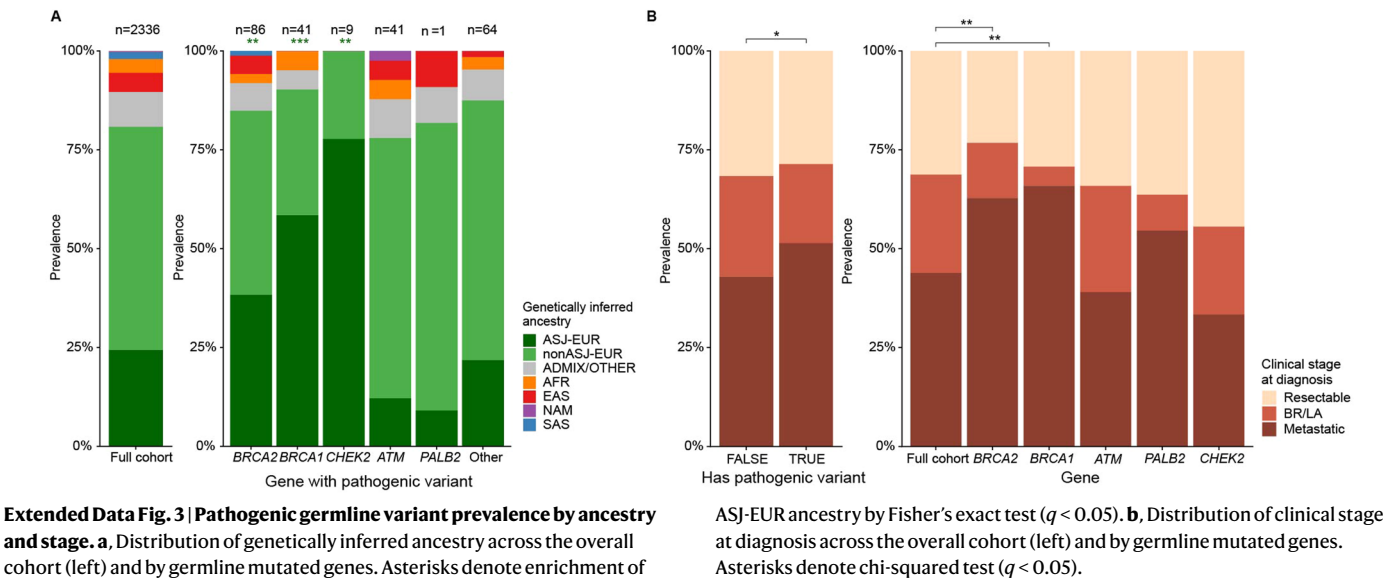 A
n=2336
n=86
n=41
n=9
n=41
n =1
n=64
**
***
**
100%
75%
50%
25%
0%
Prevalence
Full cohort
100%
75%
50%
25%
0%
Prevalence
BRCA2 BRCA1 CHEK2 ATM PALB2 Other
Gene with pathogenic variant
Genetically inferred
ancestry
ASJ-EUR
nonASJ-EUR
ADMIX/OTHER
AFR
EAS
NAM
SAS
B
*
100%
75%
50%
25%
0%
Prevalence
FALSE TRUE
Has pathogenic variant
**
**
100%
75%
50%
25%
0%
Prevalence
Full cohort BRCA2 BRCA1 ATM PALB2 CHEK2
Gene
Clinical stage
at diagnosis
Resectable
BR/LA
Metastatic
Extended Data Fig. 3 | Pathogenic germline variant prevalence by ancestry
and stage. a, Distribution of genetically inferred ancestry across the overall
cohort (left) and by germline mutated genes. Asterisks denote enrichment of
ASJ-EUR ancestry by Fisher's exact test (q < 0.05). b, Distribution of clinical stage
at diagnosis across the overall cohort (left) and by germline mutated genes.
Asterisks denote chi-squared test (q < 0.05).